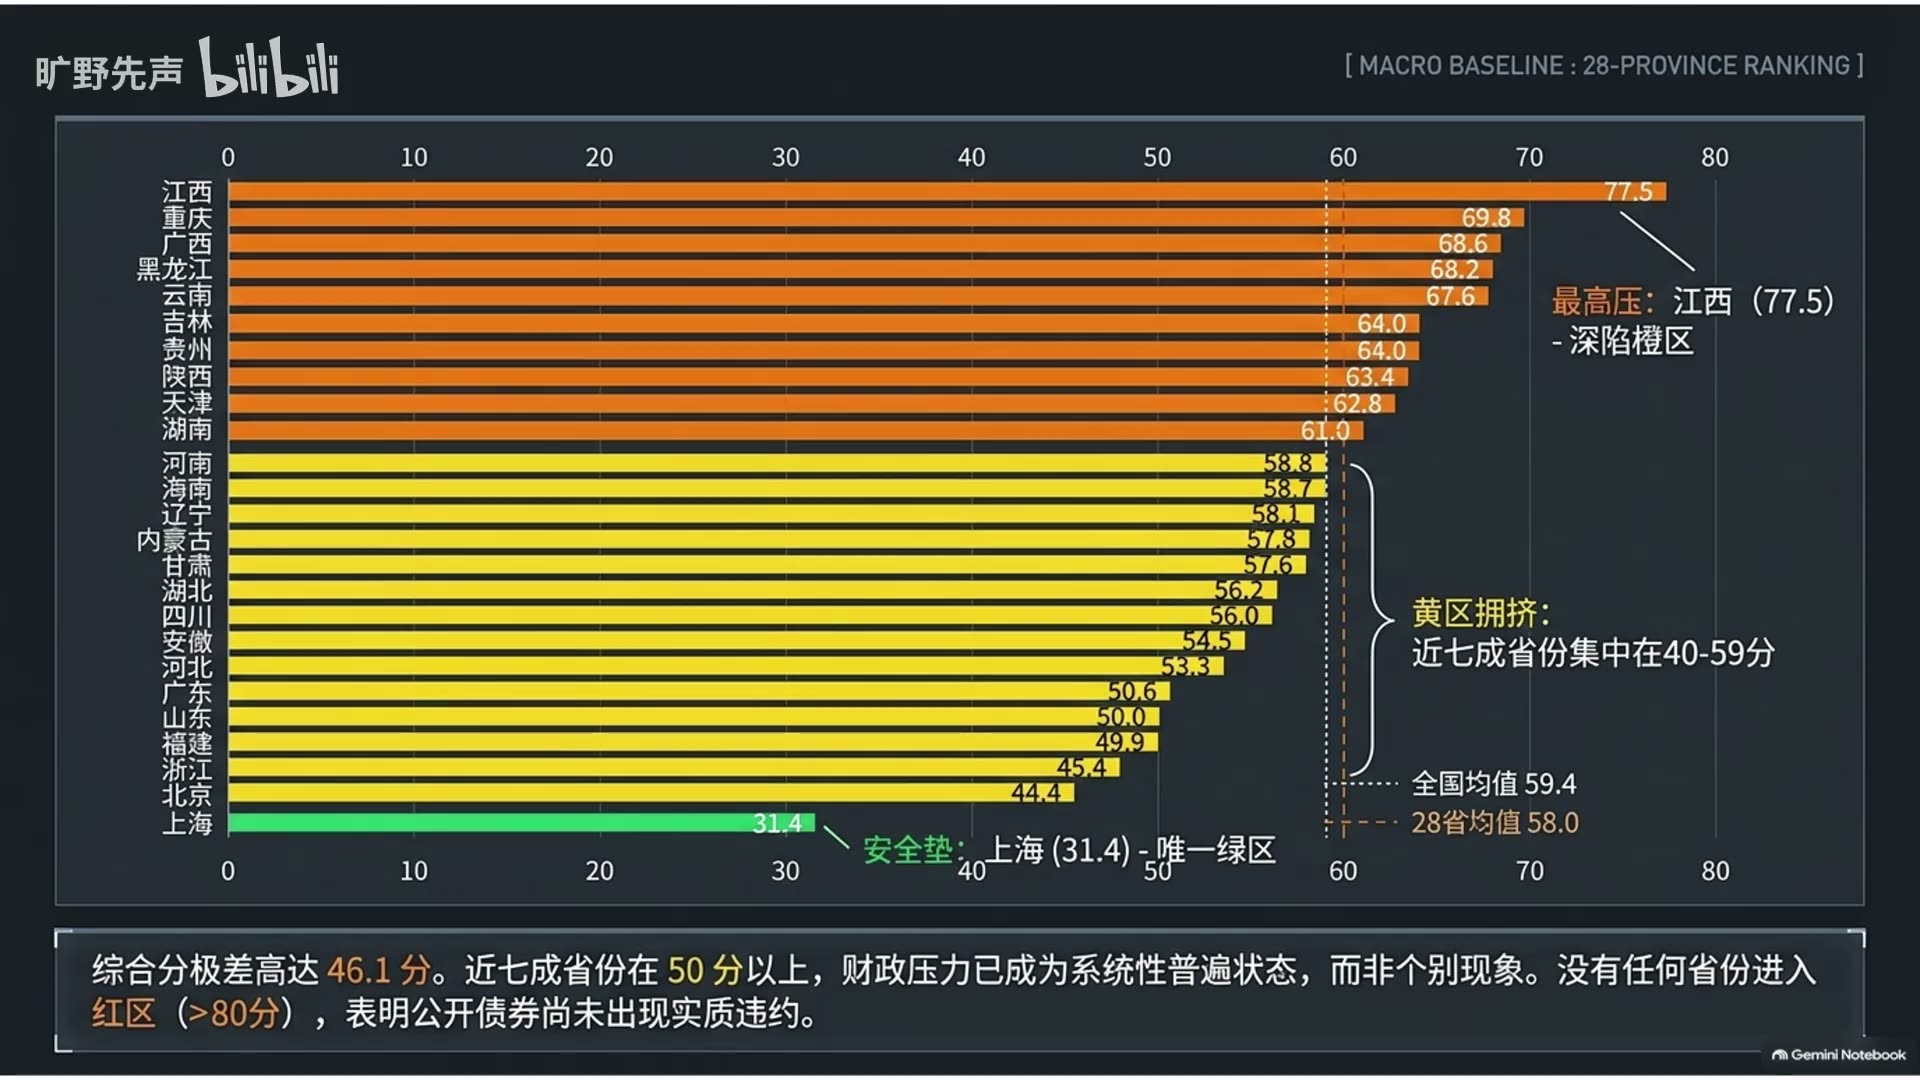 旷野先声 bilibili
[ MACRO BASELINE : 28-PROVINCE RANKING ]
0 10 20 30 40 50 60 70 80
江西 77.5
重庆 69.8
广西 68.6
黑龙江 68.2
云南 67.6
吉林 64.0
贵州 64.0
陕西 63.4
天津 62.8
湖南 61.0
河南 58.8
海南 58.7
辽宁 58.1
内蒙古 57.8
甘肃 57.6
湖北 56.2
四川 56.0
安徽 54.5
河北 53.3
广东 50.6
山东 50.0
福建 49.9
浙江 45.4
北京 44.4
上海 31.4
最高压：江西（77.5）
- 深陷橙区
黄区拥挤：
近七成省份集中在40-59分
全国均值 59.4
28省均值 58.0
安全垫：上海 (31.4) - 唯一绿区
0 10 20 30 40 50 60 70 80
综合分极差高达 46.1 分。近七成省份在 50 分以上，财政压力已成为系统性普遍状态，而非个别现象。没有任何省份进入
红区（>80分），表明公开债券尚未出现实质违约。
Gemini Notebook